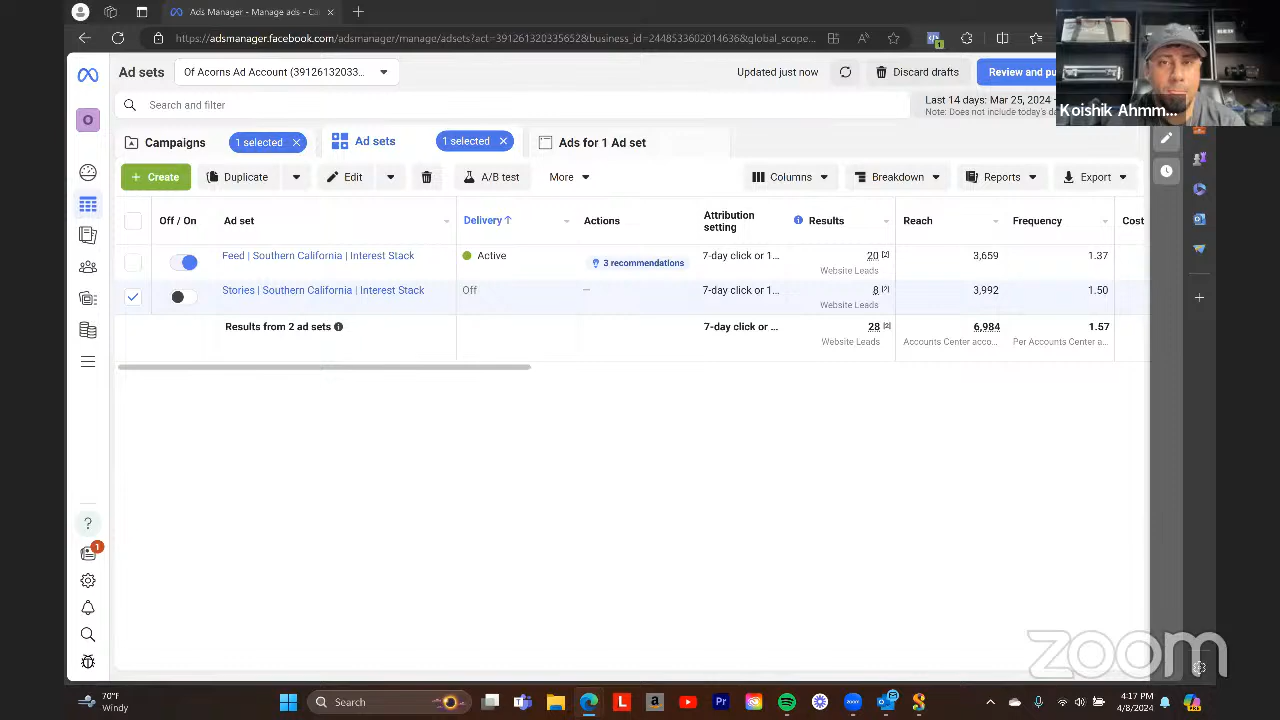 Ads Manager - Manage ads - Ca
https://adsmanager.facebook.com/adsmanager/manage/adsets?act=
Ad sets
Of Acorns Ad Account (39126132033...
Updated just now
Discard drafts
Review and pu
Koishik Ahmm...
Search and filter
Last 14 days: Mar 25, 2024
Note: Does not include today's da
Campaigns
1 selected
Ad sets
1 selected
Ads for 1 Ad set
Create
Duplicate
Edit
A/B test
More
Columns
Breakdown
Reports
Export
Off / On
Ad set
Delivery ↑
Actions
Attribution setting
Results
Reach
Frequency
Cost
Feed | Southern California | Interest Stack
Active
3 recommendations
7-day click or 1...
20 [2]
3,659
1.37
Website Leads
Stories | Southern California | Interest Stack
Off
—
7-day click or 1...
8 [2]
3,992
1.50
Website Leads
Results from 2 ad sets
7-day click or ...
28 [2]
6,984
1.57
Website Leads
Accounts Center acco...
Per Accounts Center a...
1
zoom
70°F
Windy
Search
4:17 PM
4/8/2024